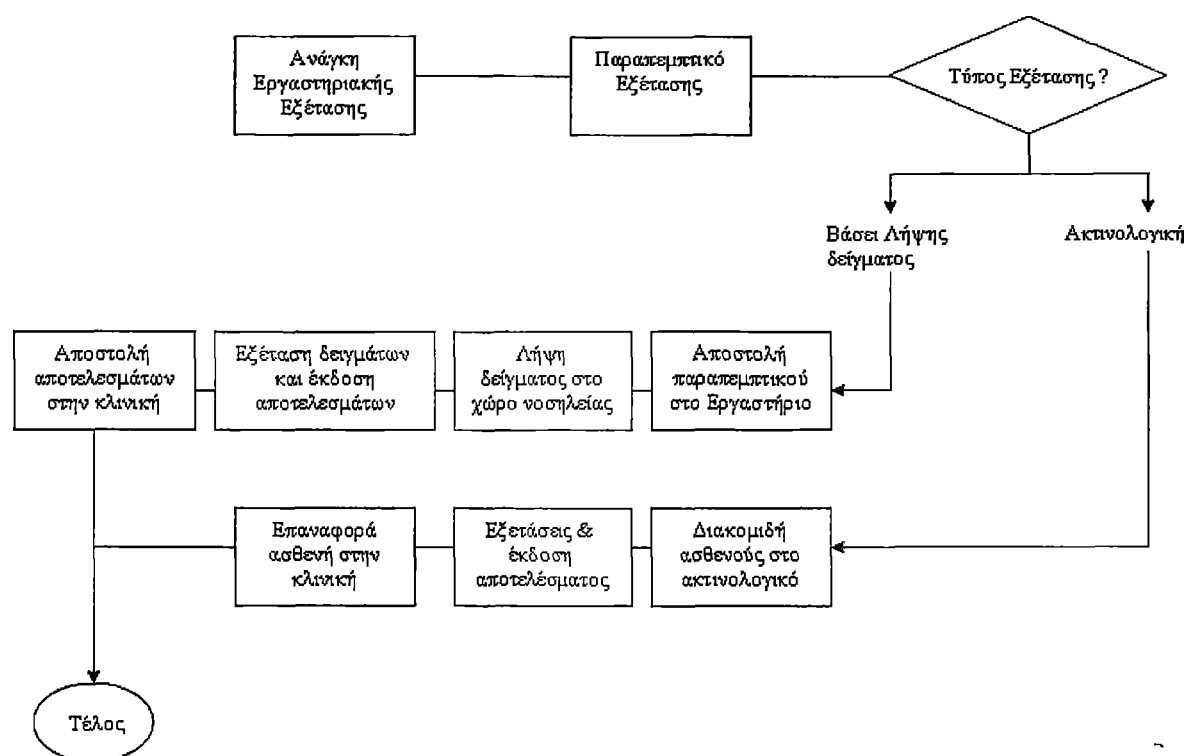 Ανάγκη
Εργαστηριακής
Εξέτασης
Παραπεμπτικό
Εξέτασης
Τύπος Εξέτασης ?
Βάσει Λήψης
δείγματος
Ακτινολογική
Αποστολή
αποτελεσμάτων
στην κλινική
Εξέταση δειγμάτων
και έκδοση
αποτελεσμάτων
Λήψη
δείγματος στο
χώρο νοσηλείας
Αποστολή
παραπεμπτικού
στο Εργαστήριο
Επαναφορά
ασθενή στην
κλινική
Εξετάσεις &
έκδοση
αποτελέσματος
Διακομιδή
ασθενούς στο
ακτινολογικό
Τέλος